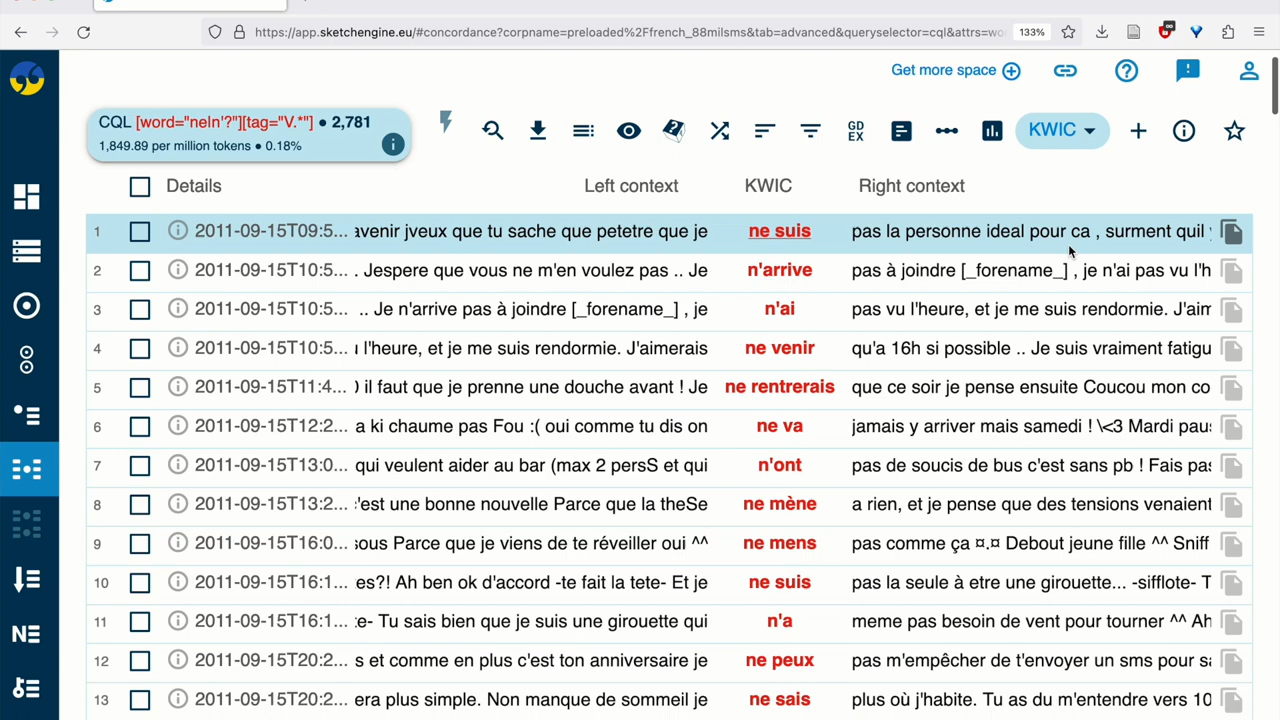 https://app.sketchengine.eu/#concordance?corpname=preloaded%2Ffrench_88milsms&tab=advanced&queryselector=cql&attrs=wo
133%
Get more space
CQL [word="ne|n'?"][tag="V.*"] • 2,781
1,849.89 per million tokens • 0.18%
GD
EX
KWIC
Details Left context KWIC Right context
1 2011-09-15T09:5... avenir jveux que tu sache que petetre que je ne suis pas la personne ideal pour ca , surment quil
2 2011-09-15T10:5... . Jespere que vous ne m'en voulez pas .. Je n'arrive pas à joindre [_forename_] , je n'ai pas vu l'h
3 2011-09-15T10:5... .. Je n'arrive pas à joindre [_forename_] , je n'ai pas vu l'heure, et je me suis rendormie. J'aim
4 2011-09-15T10:5... l'heure, et je me suis rendormie. J'aimerais ne venir qu'a 16h si possible .. Je suis vraiment fatigu
5 2011-09-15T11:4... il faut que je prenne une douche avant ! Je ne rentrerais que ce soir je pense ensuite Coucou mon co
6 2011-09-15T12:2... a ki chaume pas Fou :( oui comme tu dis on ne va jamais y arriver mais samedi ! \<3 Mardi paus
7 2011-09-15T13:0... qui veulent aider au bar (max 2 persS et qui n'ont pas de soucis de bus c'est sans pb ! Fais pas
8 2011-09-15T13:2... 'est une bonne nouvelle Parce que la theSe ne mène a rien, et je pense que des tensions venaient
9 2011-09-15T16:0... sous Parce que je viens de te réveiller oui ^^ ne mens pas comme ça ¤.¤ Debout jeune fille ^^ Sniff
10 2011-09-15T16:1... es?! Ah ben ok d'accord -te fait la tete- Et je ne suis pas la seule à etre une girouette... -sifflote- T
11 2011-09-15T16:1... te- Tu sais bien que je suis une girouette qui n'a meme pas besoin de vent pour tourner ^^ Ah
12 2011-09-15T20:2... s et comme en plus c'est ton anniversaire je ne peux pas m'empêcher de t'envoyer un sms pour sa
13 2011-09-15T20:2... era plus simple. Non manque de sommeil je ne sais plus où j'habite. Tu as du m'entendre vers 10